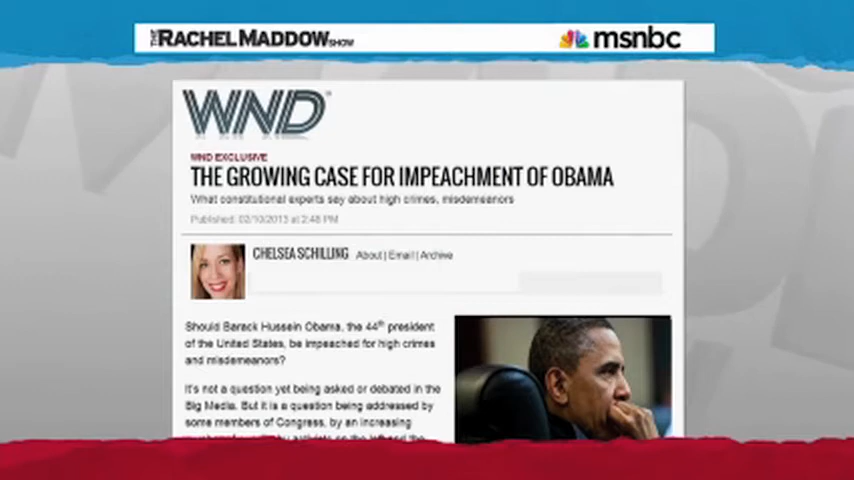 THE RACHEL MADDOW SHOW
msnbc
WND
WND EXCLUSIVE
THE GROWING CASE FOR IMPEACHMENT OF OBAMA
What constitutional experts say about high crimes, misdemeanors
Published: 02/10/2013 at 2:48 PM
CHELSEA SCHILLING About | Email | Archive
Should Barack Hussein Obama, the 44th president
of the United States, be impeached for high crimes
and misdemeanors?
It's not a question yet being asked or debated in the
Big Media. But it is a question being addressed by
some members of Congress, by an increasing